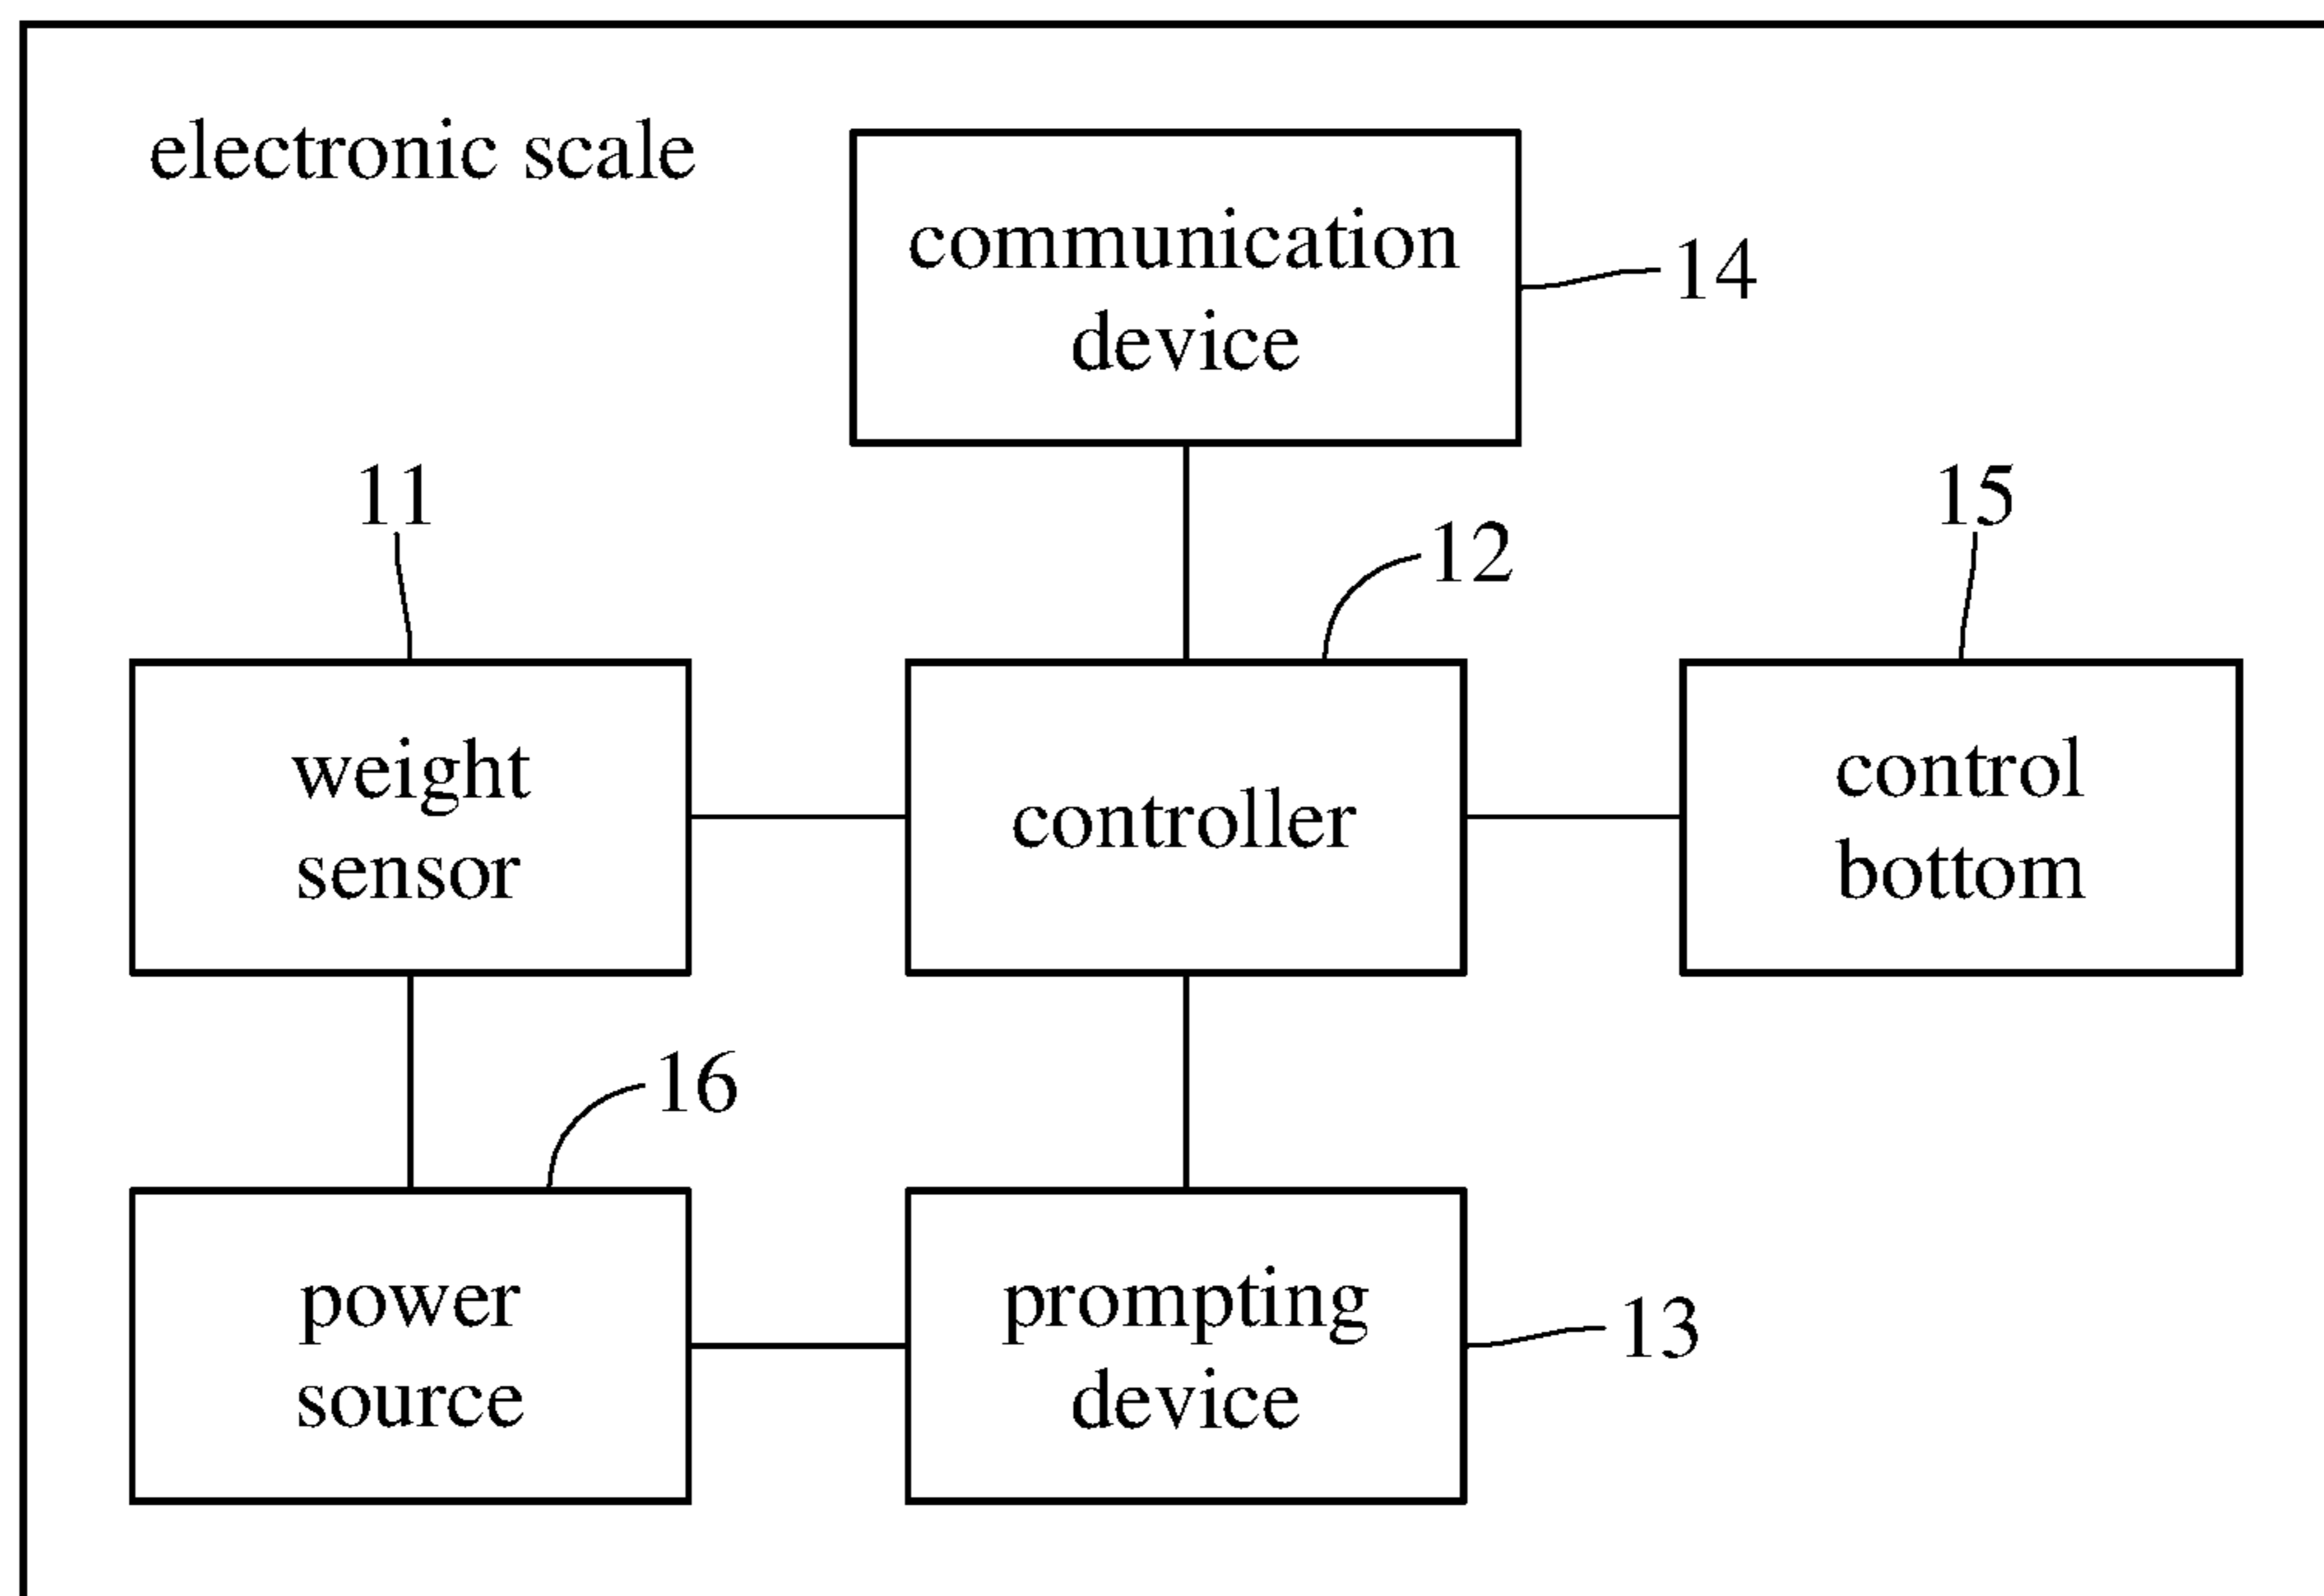 electronic scale
communication
device
14
11
12
15
weight
sensor
controller
control
bottom
16
power
source
prompting
device
13